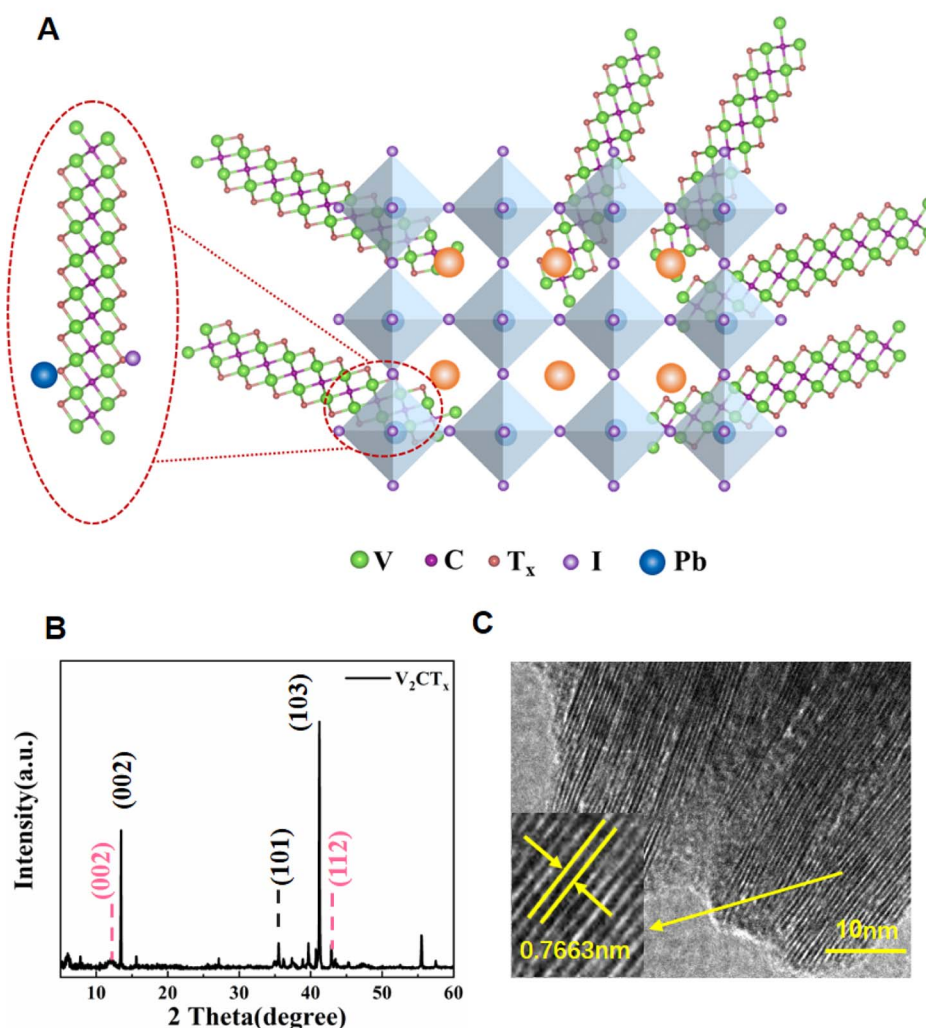 A
V C Tₓ I Pb
B
V₂CTₓ
(103)
(002)
(002)
(101)
(112)
Intensity(a.u.)
10 20 30 40 50 60
2 Theta(degree)
C
0.7663nm
10nm